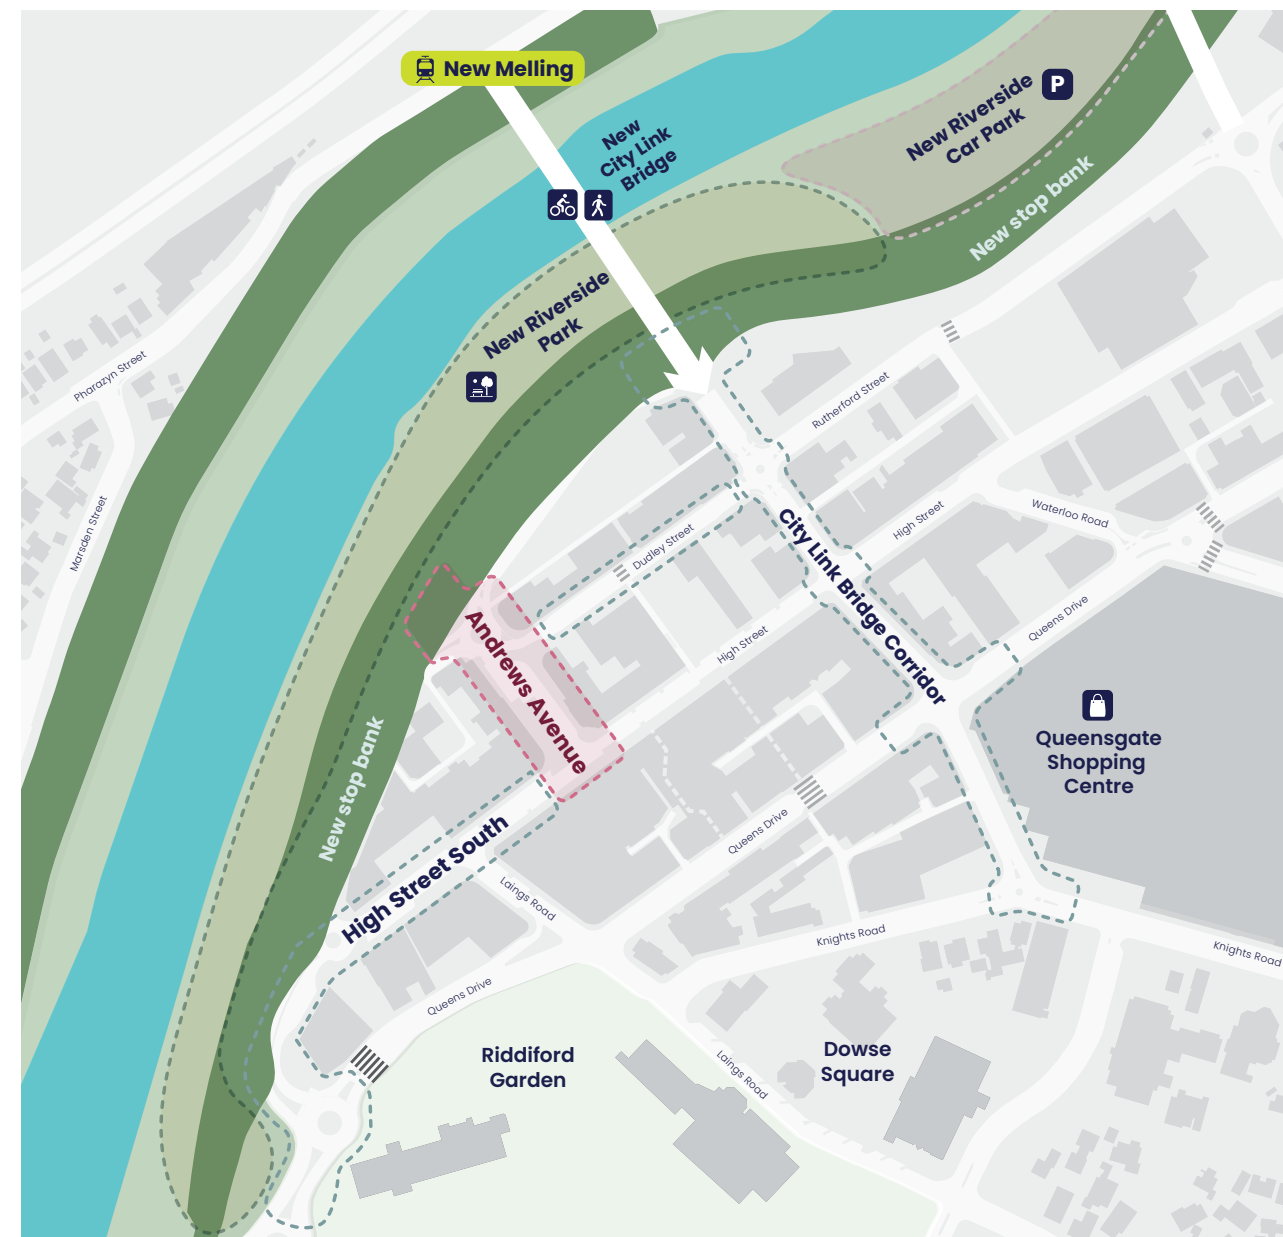 New Melling
New
City Link
Bridge
New Riverside
Car Park
P
New stop bank
New Riverside
Park
Pharazyn Street
Marsden Street
Rutherford Street
City Link Bridge Corridor
High Street
Waterloo Road
Dudley Street
Queens Drive
High Street
Andrews Avenue
Queensgate
Shopping
Centre
New stop bank
High Street South
Queens Drive
Laings Road
Knights Road
Knights Road
Queens Drive
Riddiford
Garden
Laings Road
Dowse
Square